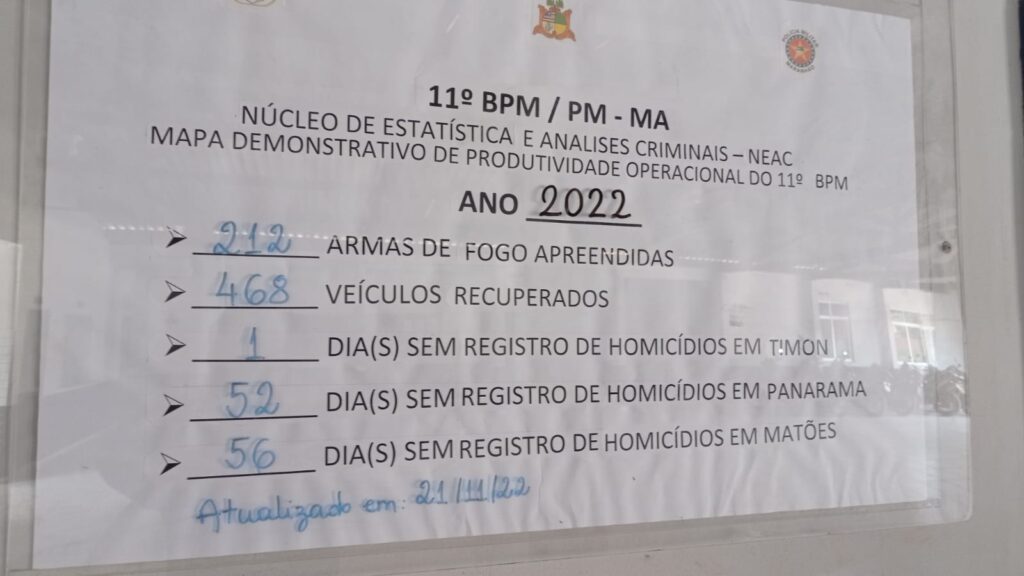 POLÍCIA MILITAR
MARANHÃO
11º BPM / PM - MA
NÚCLEO DE ESTATÍSTICA E ANALISES CRIMINAIS – NEAC
MAPA DEMONSTRATIVO DE PRODUTIVIDADE OPERACIONAL DO 11º BPM
ANO 2022
➢ 212 ARMAS DE FOGO APREENDIDAS
➢ 468 VEÍCULOS RECUPERADOS
➢ 1 DIA(S) SEM REGISTRO DE HOMICÍDIOS EM TIMON
➢ 52 DIA(S) SEM REGISTRO DE HOMICÍDIOS EM PANARAMA
➢ 56 DIA(S) SEM REGISTRO DE HOMICÍDIOS EM MATÕES
Atualizado em: 21/11/22